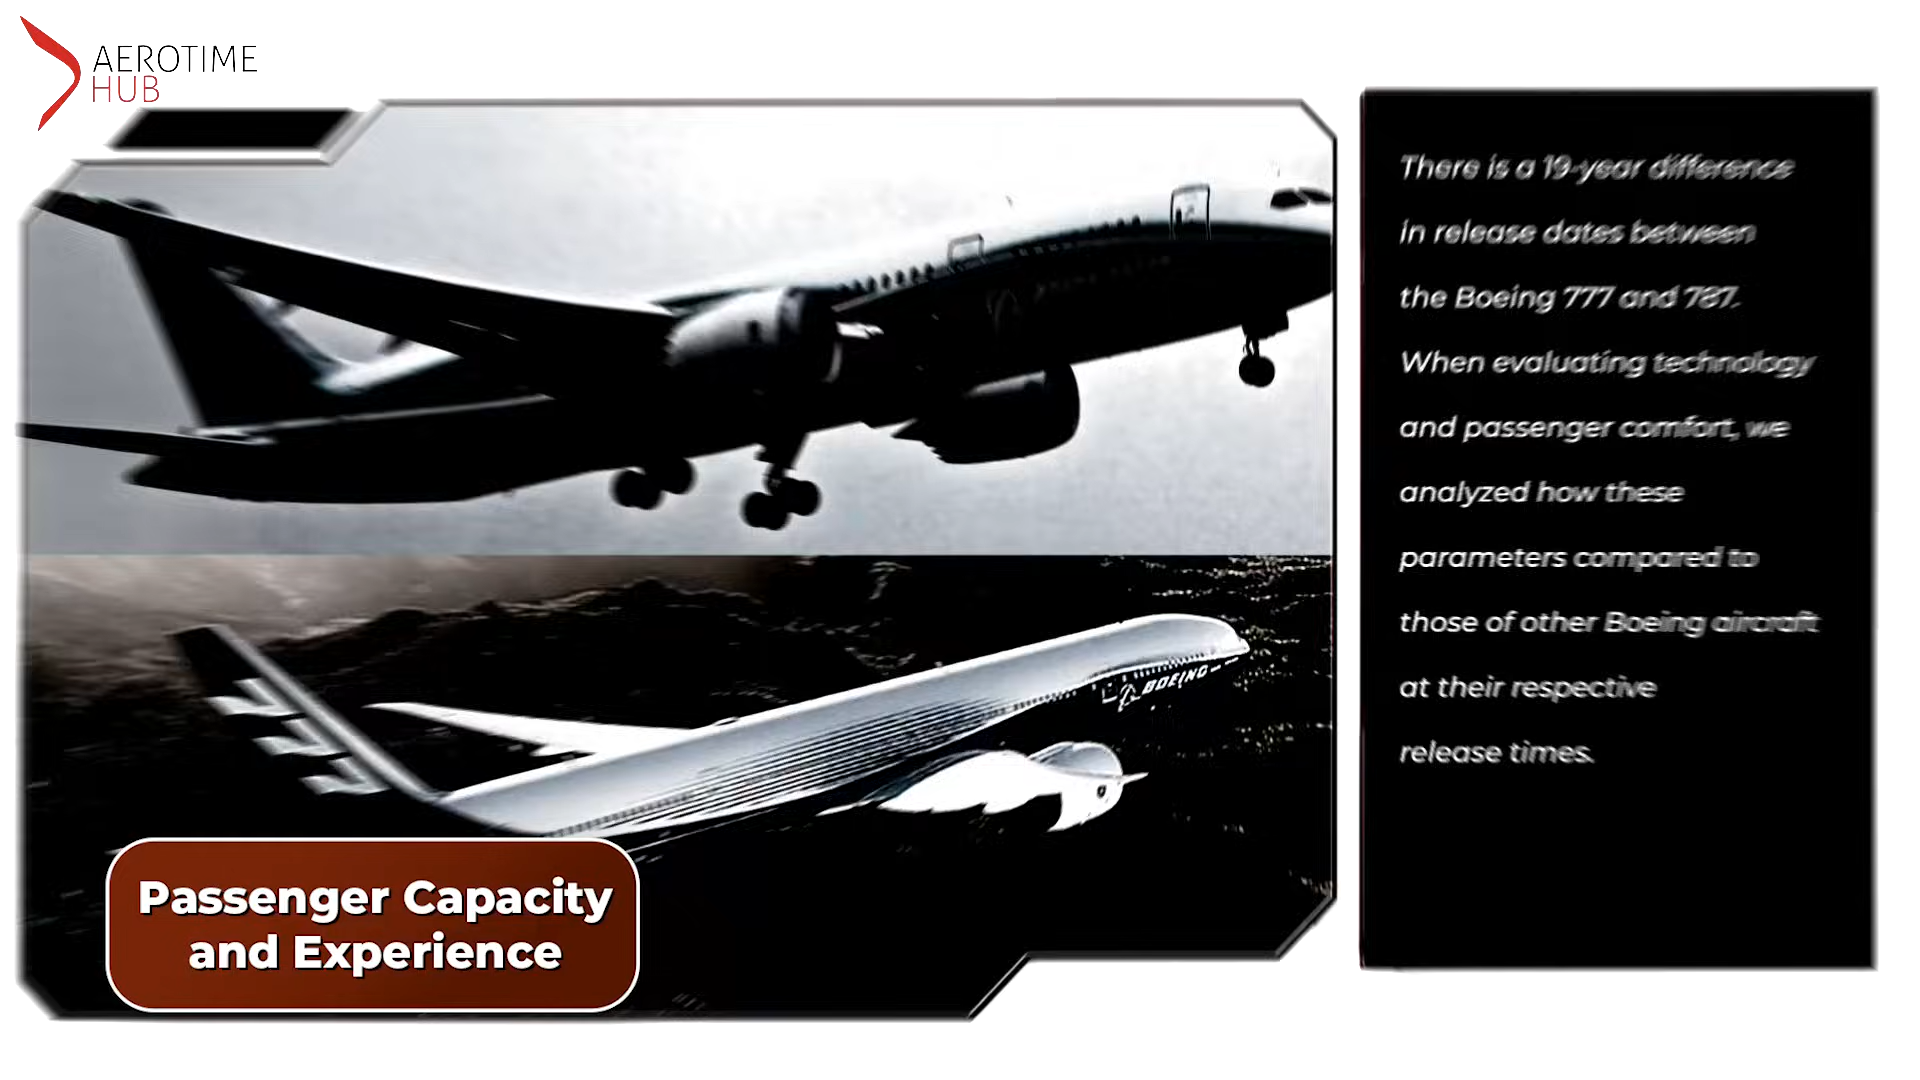 AEROTIME
HUB
There is a 19-year difference
in release dates between
the Boeing 777 and 787.
When evaluating technology
and passenger comfort, we
analyzed how these
parameters compared to
those of other Boeing aircraft
at their respective
release times.
BOEING
Passenger Capacity
and Experience